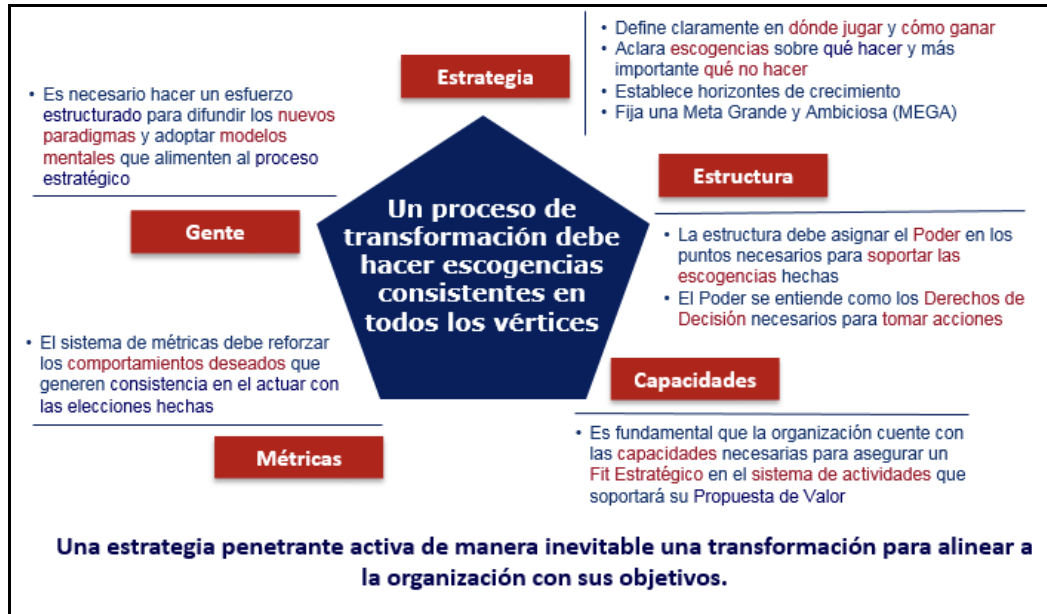 Estrategia
• Define claramente en dónde jugar y cómo ganar
• Aclara escogencias sobre qué hacer y más
importante qué no hacer
• Establece horizontes de crecimiento
• Fija una Meta Grande y Ambiciosa (MEGA)
• Es necesario hacer un esfuerzo
estructurado para difundir los nuevos
paradigmas y adoptar modelos
mentales que alimenten al proceso
estratégico
Gente
Un proceso de
transformación debe
hacer escogencias
consistentes en
todos los vértices
Estructura
• La estructura debe asignar el Poder en los
puntos necesarios para soportar las
escogencias hechas
• El Poder se entiende como los Derechos de
Decisión necesarios para tomar acciones
• El sistema de métricas debe reforzar
los comportamientos deseados que
generen consistencia en el actuar con
las elecciones hechas
Métricas
Capacidades
• Es fundamental que la organización cuente con
las capacidades necesarias para asegurar un
Fit Estratégico en el sistema de actividades que
soportará su Propuesta de Valor
Una estrategia penetrante activa de manera inevitable una transformación para alinear a
la organización con sus objetivos.